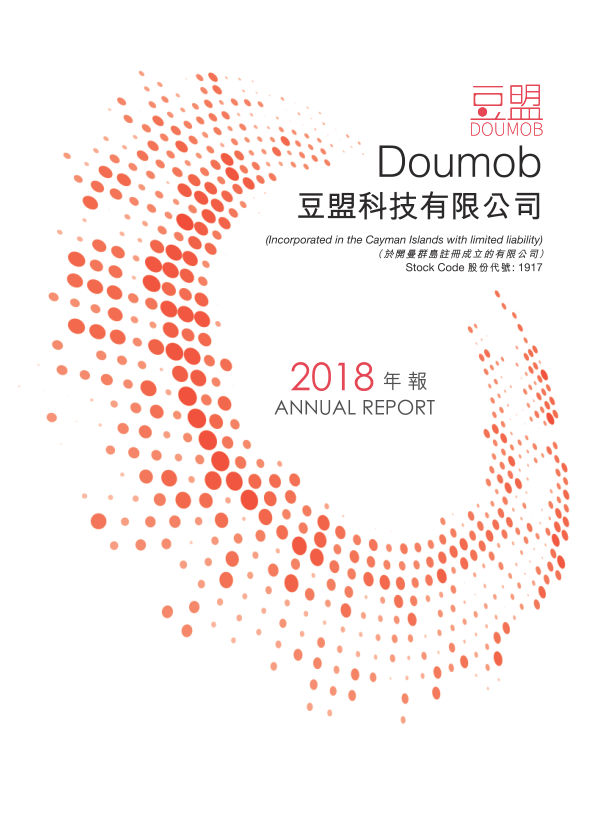 豆盟
DOUMOB
Doumob
豆盟科技有限公司
(Incorporated in the Cayman Islands with limited liability)
（於開曼群島註冊成立的有限公司）
Stock Code 股份代號: 1917
2018 年報
ANNUAL REPORT